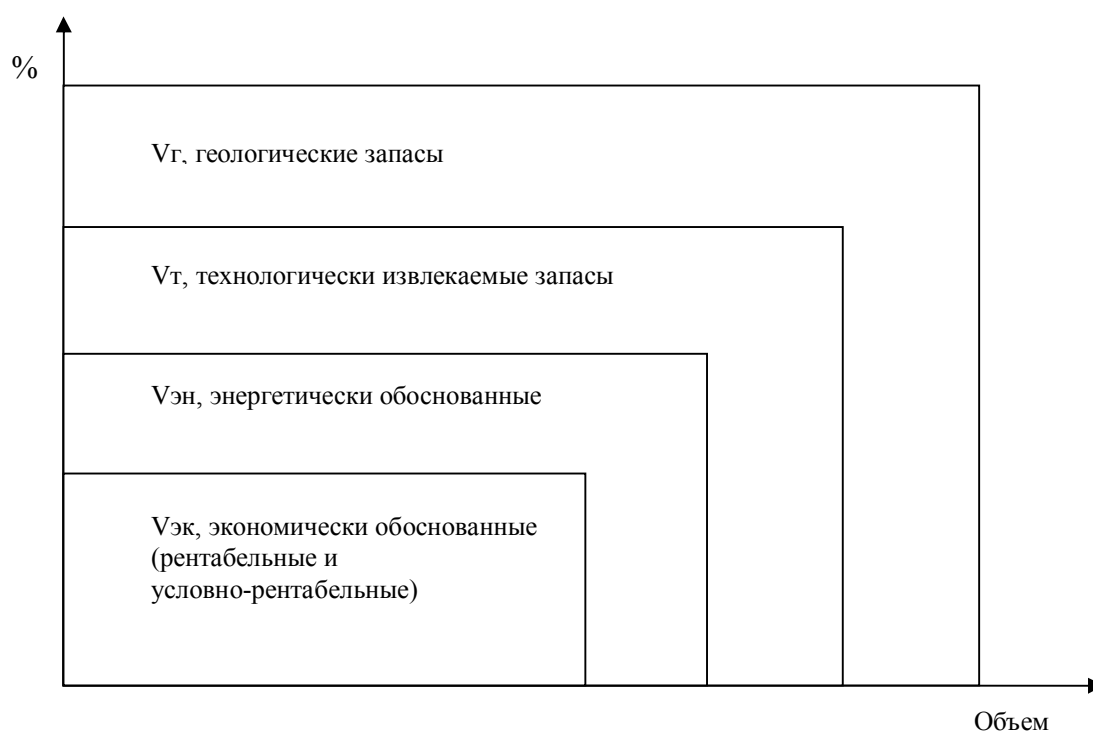 %
Vг, геологические запасы
Vт, технологически извлекаемые запасы
Vэн, энергетически обоснованные
Vэк, экономически обоснованные
(рентабельные и
условно-рентабельные)
Объем